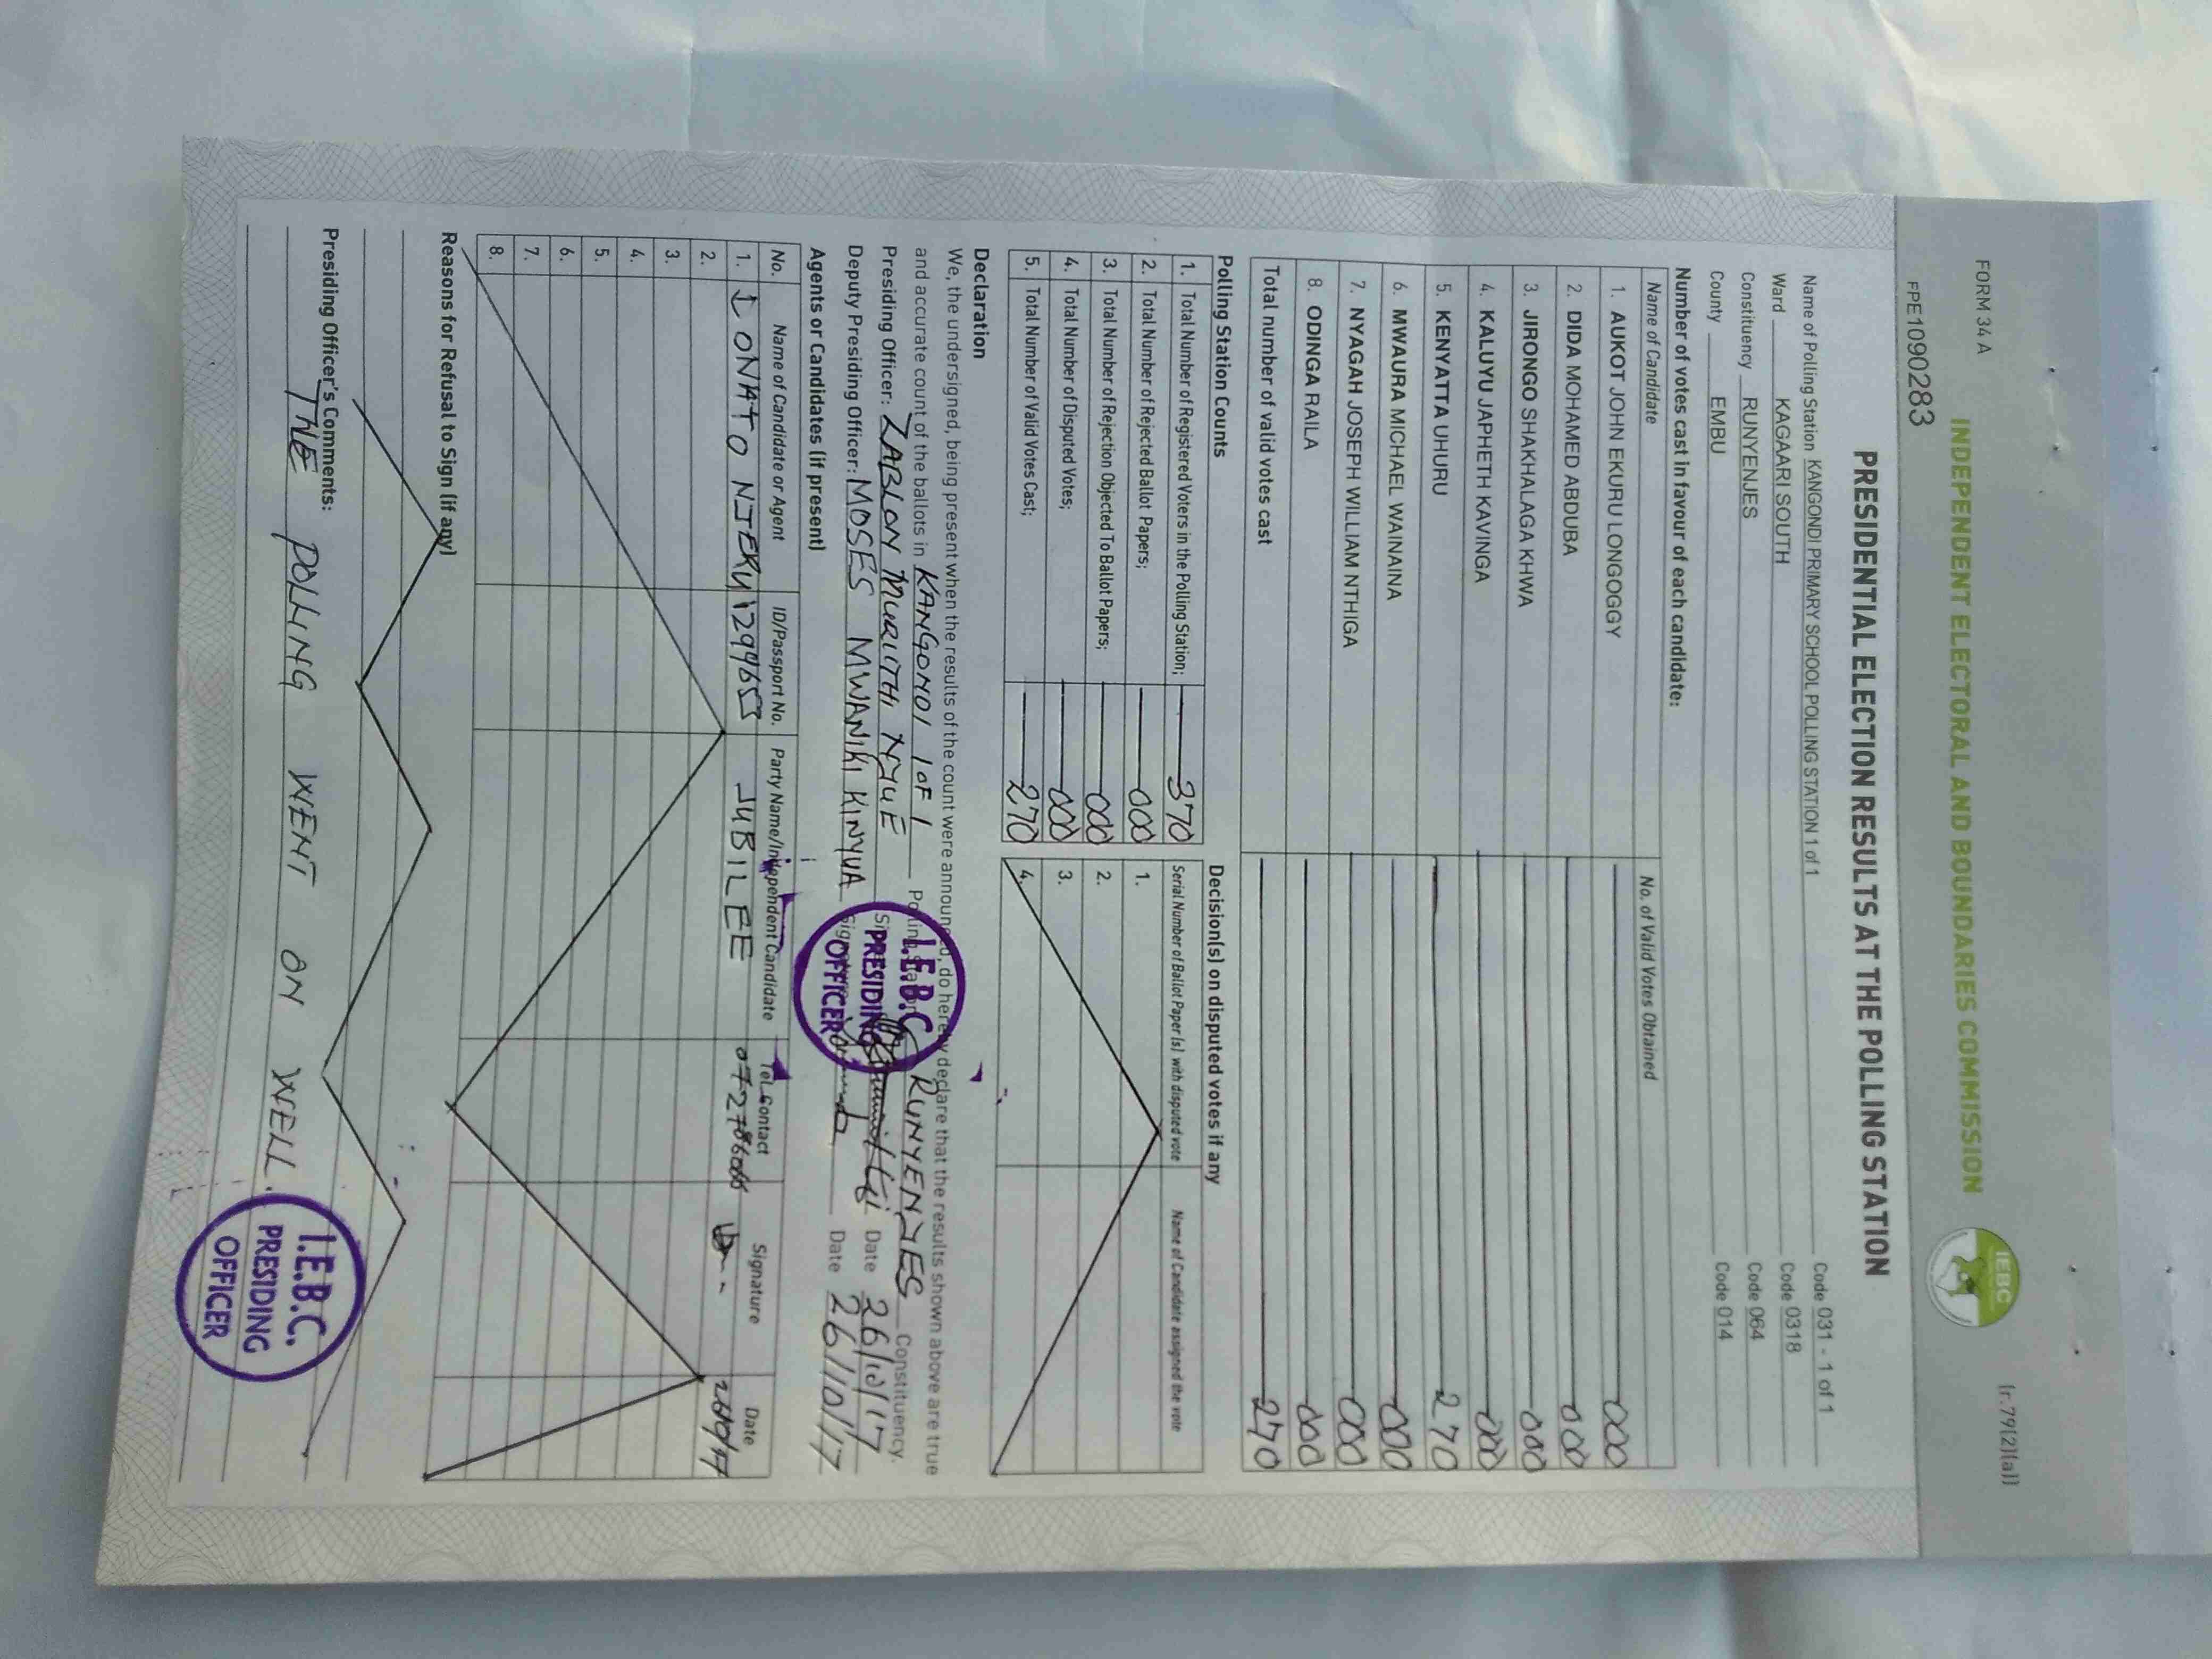 FORM 34 A
(r.79(2)(a))
INDEPENDENT ELECTORAL AND BOUNDARIES COMMISSION
IEBC
FPE1090283
PRESIDENTIAL ELECTION RESULTS AT THE POLLING STATION
Name of Polling Station KANGONDI PRIMARY SCHOOL POLLING STATION 1 of 1 Code 031 - 1 of 1
Ward KAGAARI SOUTH Code 0318
Constituency RUNYENJES Code 064
County EMBU Code 014
Number of votes cast in favour of each candidate:
Name of Candidate No. of Valid Votes Obtained
1. AUKOT JOHN EKURU LONGOGGY 000
2. DIDA MOHAMED ABDUBA 000
3. JIRONGO SHAKHALAGA KHWA 000
4. KALUYU JAPHETH KAVINGA 000
5. KENYATTA UHURU 270
6. MWAURA MICHAEL WAINAINA 000
7. NYAGAH JOSEPH WILLIAM NTHIGA 000
8. ODINGA RAILA 000
Total number of valid votes cast 270
Polling Station Counts
1. Total Number of Registered Voters in the Polling Station; 370
2. Total Number of Rejected Ballot Papers; 000
3. Total Number of Rejection Objected To Ballot Papers; 000
4. Total Number of Disputed Votes; 000
5. Total Number of Valid Votes Cast; 270
Decision(s) on disputed votes if any
Serial Number of Ballot Paper(s) with disputed vote Name of Candidate assigned the vote
1.
2.
3.
4.
Declaration
We, the undersigned, being present when the results of the count were announced, do hereby declare that the results shown above are true
and accurate count of the ballots in KANGONDI 1 OF 1 Polling RUNYENJES Constituency.
Presiding Officer: ZABLON MURIITHI NJUE Date 26/10/17
Deputy Presiding Officer: MOSES MWANIKI KINYUA Date 26/10/17
I.E.B.C.
PRESIDING
OFFICER
Agents or Candidates (if present)
No. Name of Candidate or Agent ID/Passport No. Party Name/Independent Candidate Tel. Contact Signature Date
1. NJERU JUBILEE
2.
3.
4.
5.
6.
7.
8.
Reasons for Refusal to Sign (if any)
Presiding Officer's Comments:
THE POLLING WENT ON WELL.
I.E.B.C.
PRESIDING
OFFICER